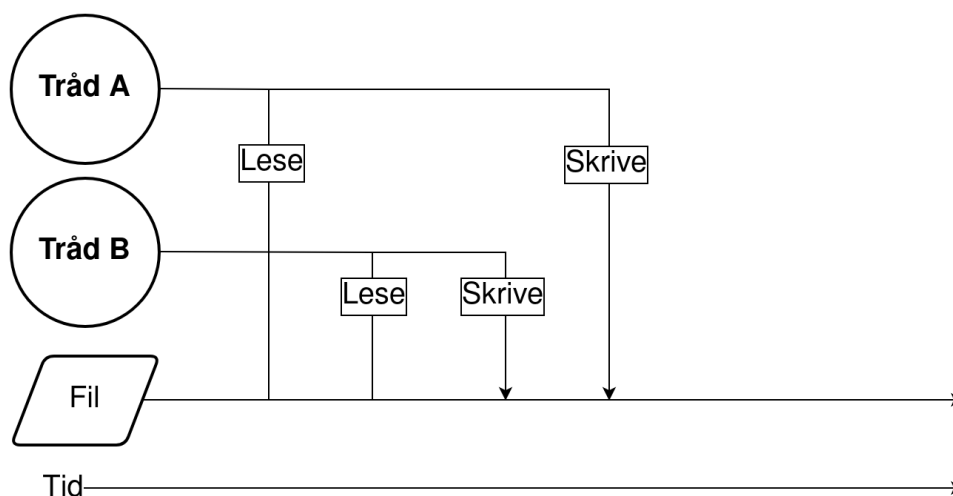 Tråd A
Lese
Skrive
Tråd B
Lese
Skrive
Fil
Tid